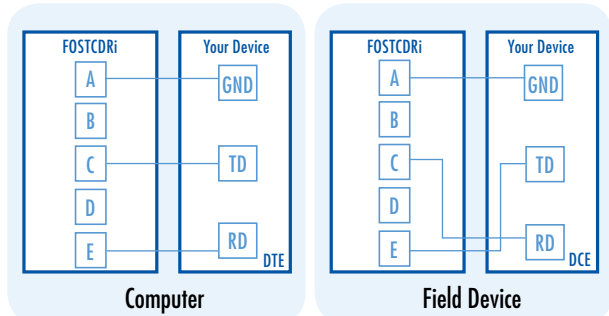 FOSTCDRi Your Device
A GND
B
C TD
D
E RD
DTE
Computer
FOSTCDRi Your Device
A GND
B
C TD
D
E RD
DCE
Field Device